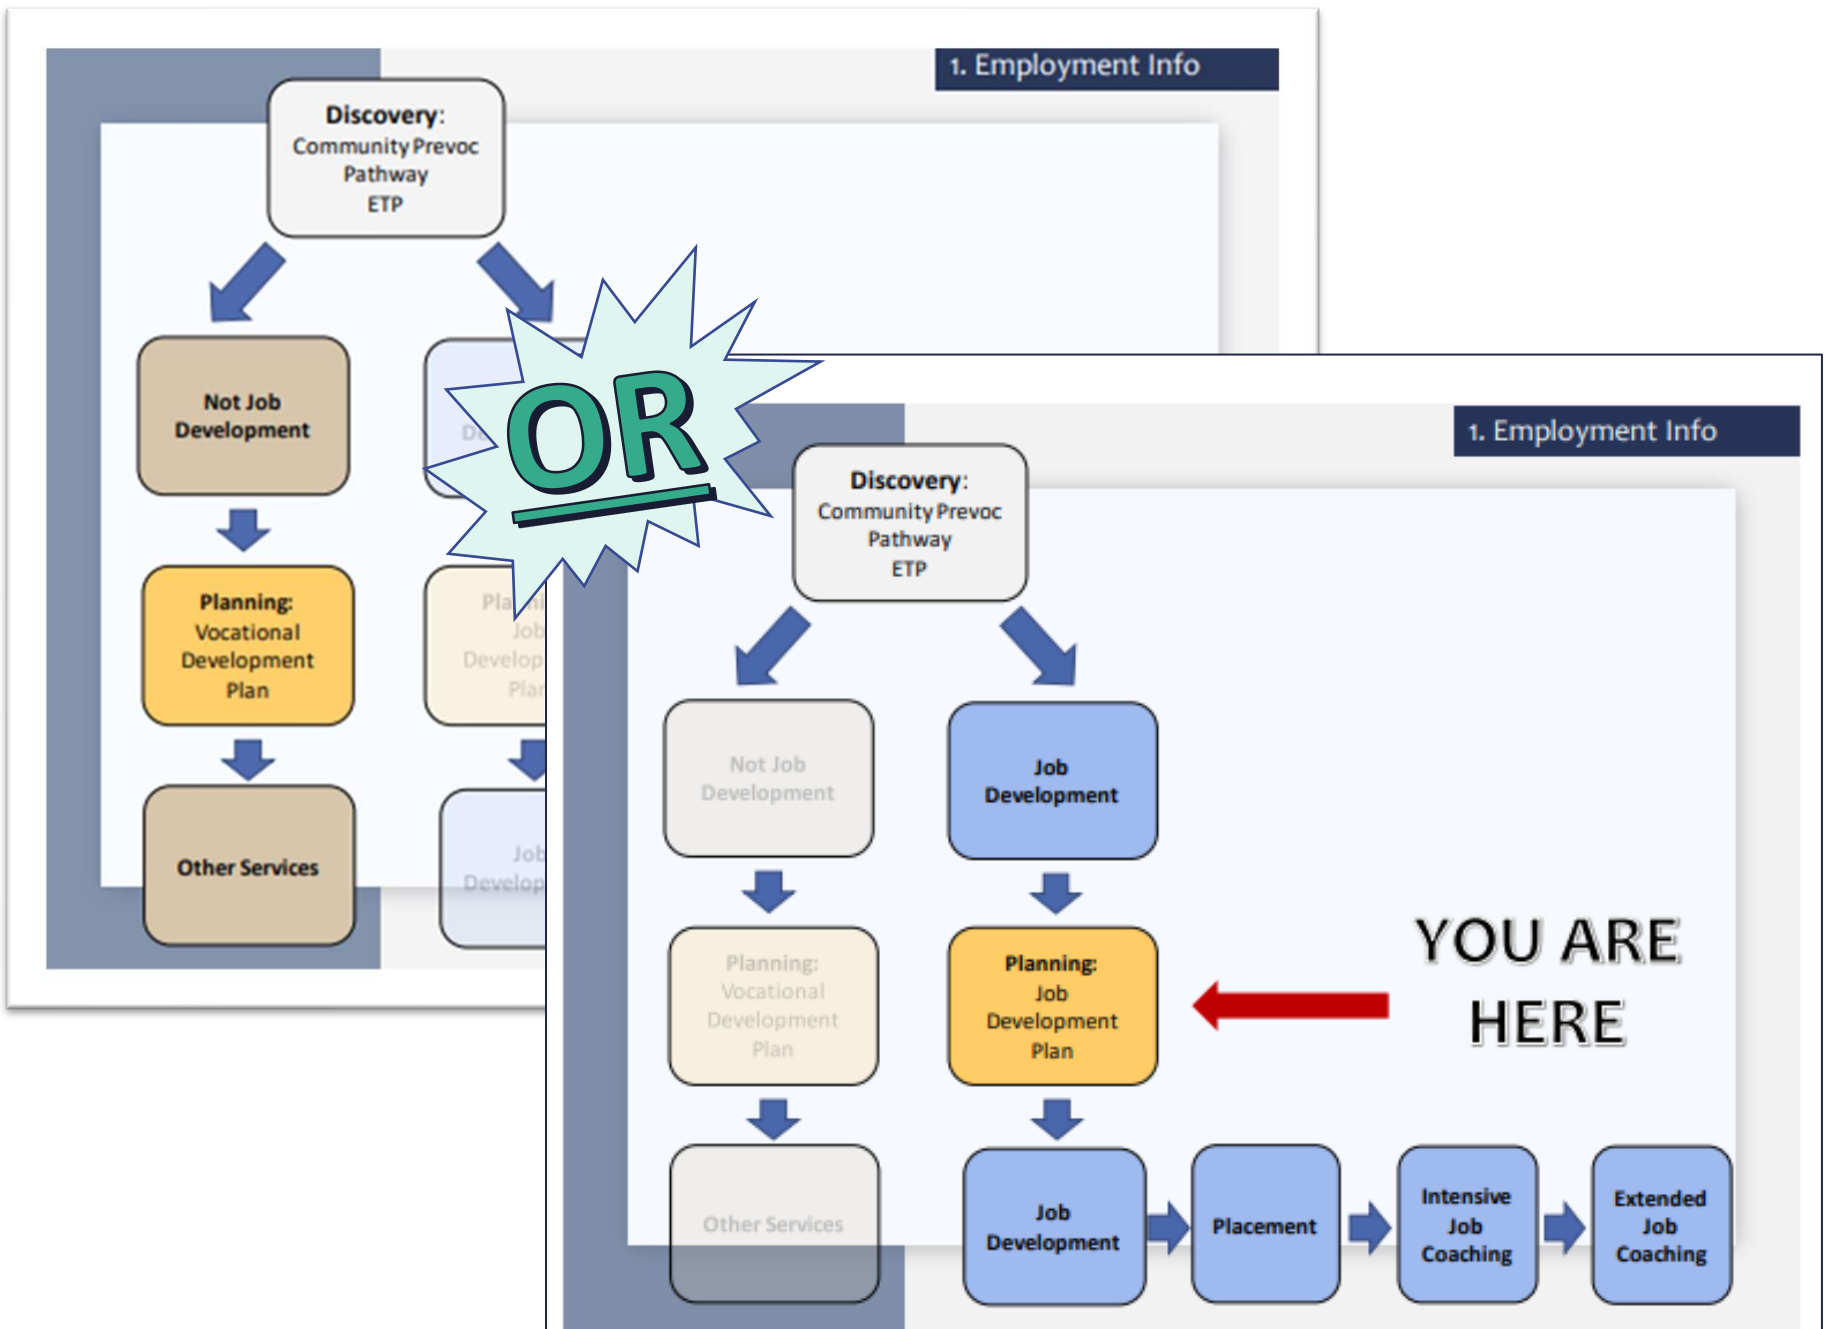 1. Employment Info
Discovery:
Community Prevoc
Pathway
ETP
Not Job
Development
Planning:
Vocational
Development
Plan
Other Services
Job
Develop
OR
1. Employment Info
Discovery:
Community Prevoc
Pathway
ETP
Not Job
Development
Job
Development
Planning:
Vocational
Development
Plan
Planning:
Job
Development
Plan
YOU ARE
HERE
Other Services
Job
Development
Placement
Intensive
Job
Coaching
Extended
Job
Coaching